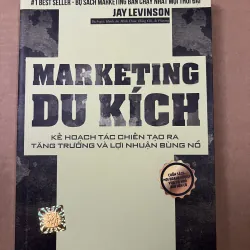 #1 BEST SELLER - BỘ SÁCH MARKETING BÁN CHẠY NHẤT MỌI THỜI ĐẠI
JAY LEVINSON
MARKETING
DU KÍCH
KẾ HOẠCH TÁC CHIẾN TẠO RA
TĂNG TRƯỞNG VÀ LỢI NHUẬN BÙNG NỔ